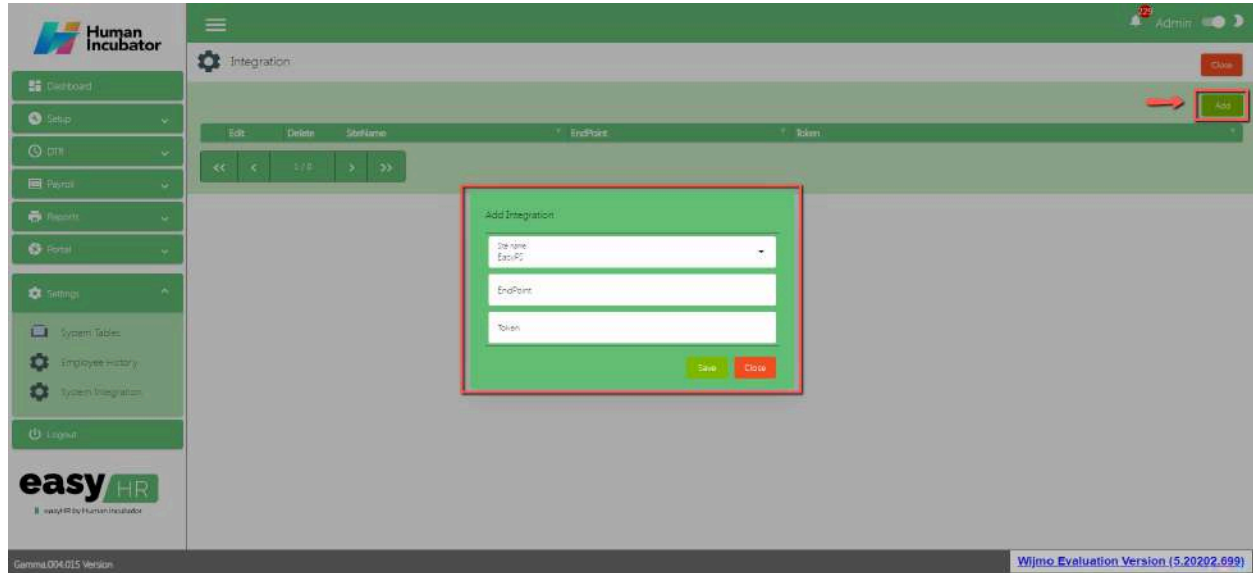 Human
Incubator
229
Admin
Integration
Close
Dashboard
Add
Setup
Edit Delete SiteName EndPoint Token
DTR
<< < 1 / 0 > >>
Payroll
Reports
Add Integration
Portal
Site name
EasyFS
EndPoint
Settings
Token
System Tables
Employee History
Save Close
System Integration
Logout
easy HR
easyHR by Human Incubator
Gamma.004.015 Version
Wijmo Evaluation Version (5.20202.699)